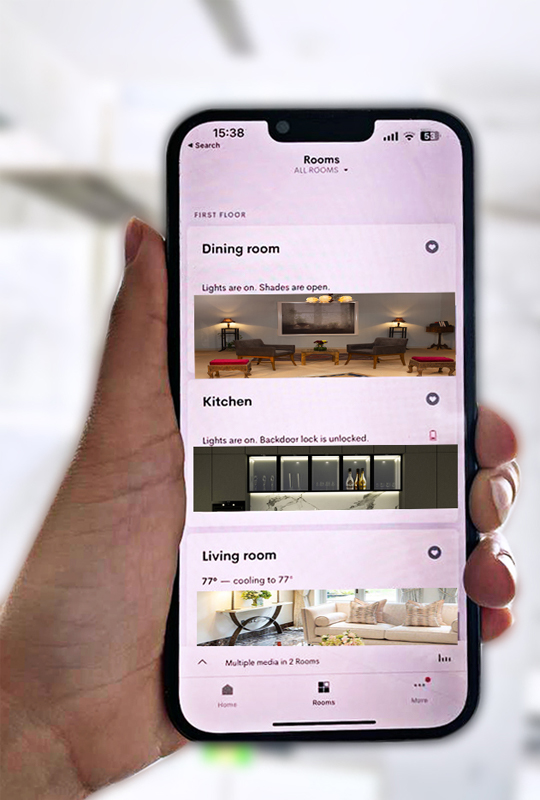 15:38
53
Search
Rooms
ALL ROOMS
FIRST FLOOR
Dining room
Lights are on. Shades are open.
Kitchen
Lights are on. Backdoor lock is unlocked.
Living room
77° — cooling to 77°
Multiple media in 2 Rooms
Home
Rooms
More